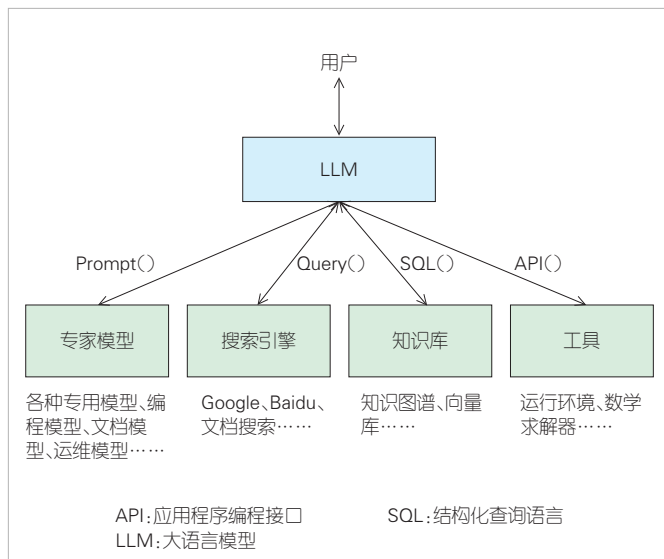 用户
LLM
Prompt()
Query()
SQL()
API()
专家模型
搜索引擎
知识库
工具
各种专用模型、编
程模型、文档模
型、运维模型……
Google、Baidu、
文档搜索……
知识图谱、向量
库……
运行环境、数学
求解器……
API:应用程序编程接口
SQL:结构化查询语言
LLM:大语言模型